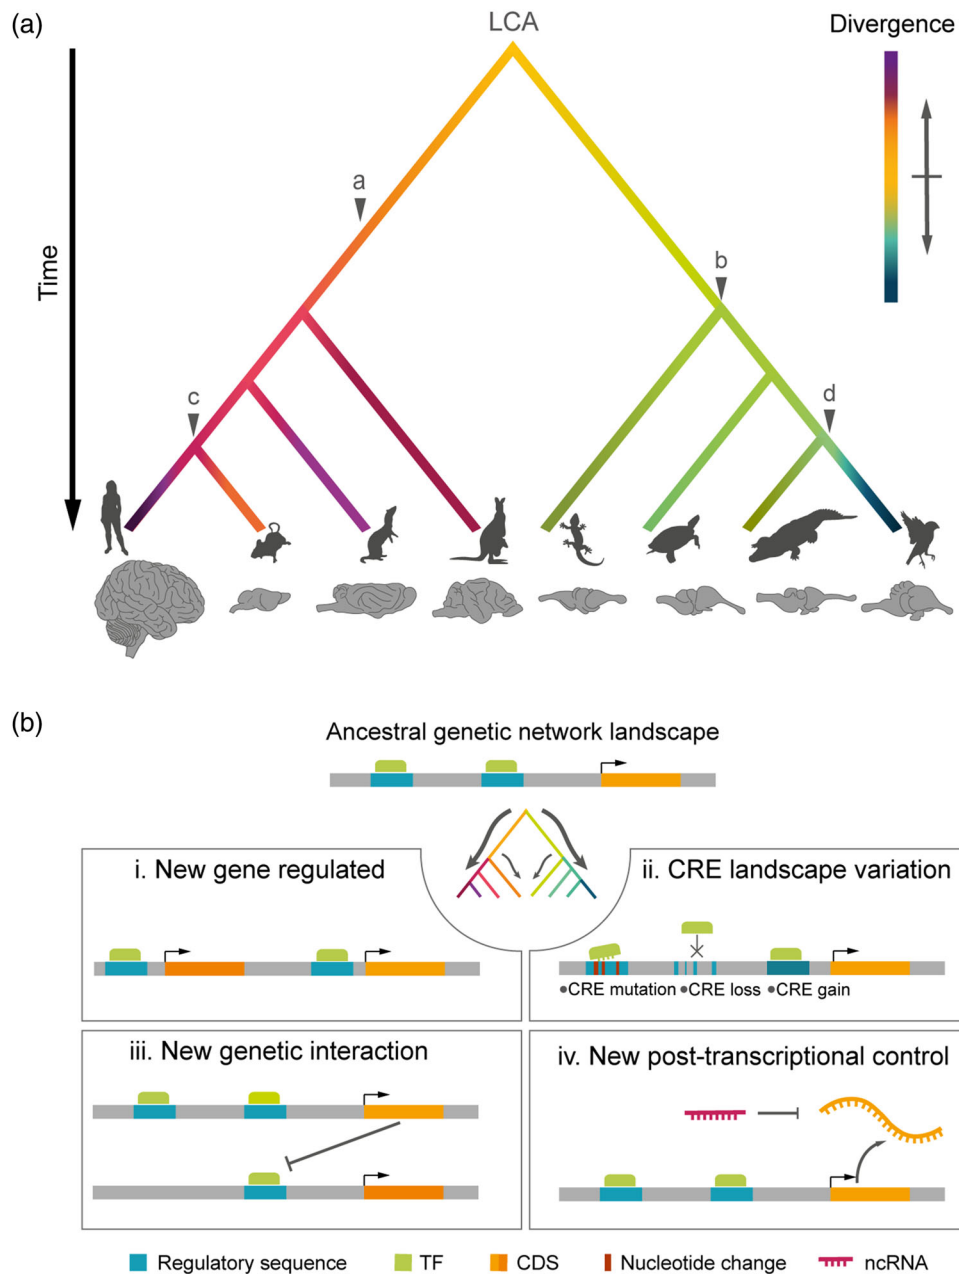 (a)
LCA
Divergence
a
Time
b
c
d
(b)
Ancestral genetic network landscape
i. New gene regulated
ii. CRE landscape variation
●CRE mutation ●CRE loss ●CRE gain
iii. New genetic interaction
iv. New post-transcriptional control
Regulatory sequence TF CDS Nucleotide change ncRNA